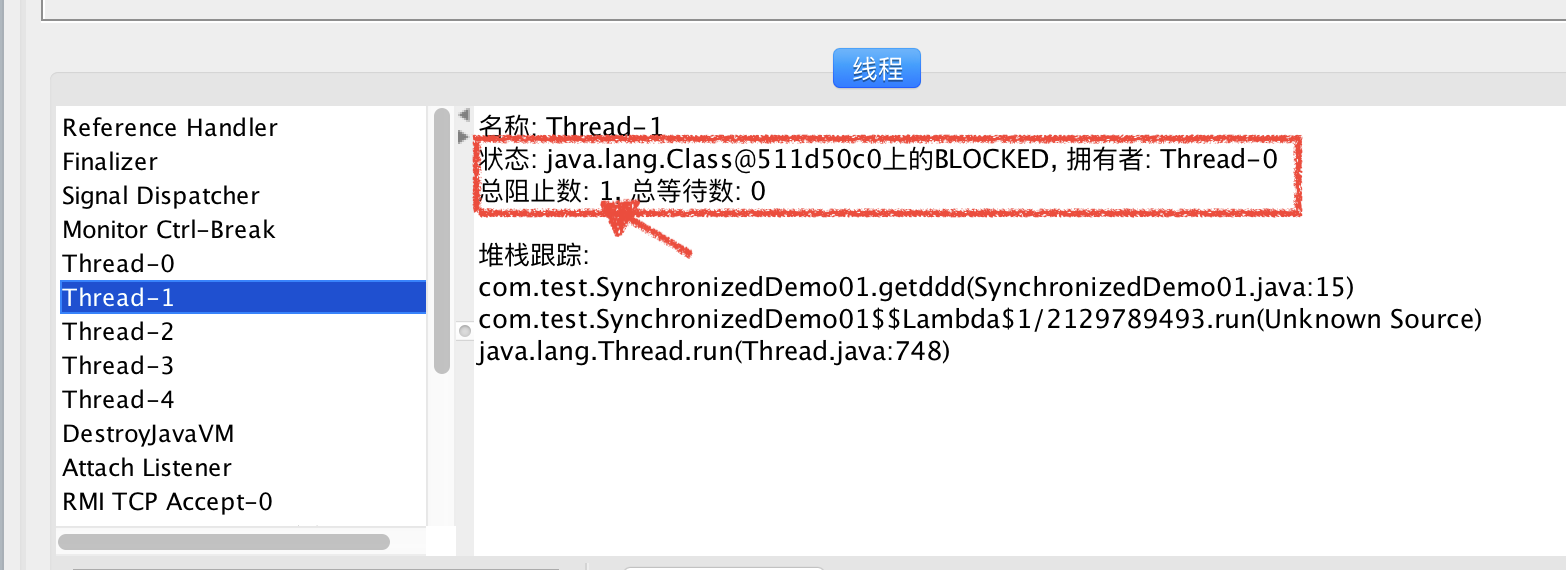 线程
Reference Handler
Finalizer
Signal Dispatcher
Monitor Ctrl-Break
Thread-0
Thread-1
Thread-2
Thread-3
Thread-4
DestroyJavaVM
Attach Listener
RMI TCP Accept-0
名称: Thread-1
状态: java.lang.Class@511d50c0上的BLOCKED, 拥有者: Thread-0
总阻止数: 1, 总等待数: 0
堆栈跟踪:
com.test.SynchronizedDemo01.getddd(SynchronizedDemo01.java:15)
com.test.SynchronizedDemo01$$Lambda$1/2129789493.run(Unknown Source)
java.lang.Thread.run(Thread.java:748)